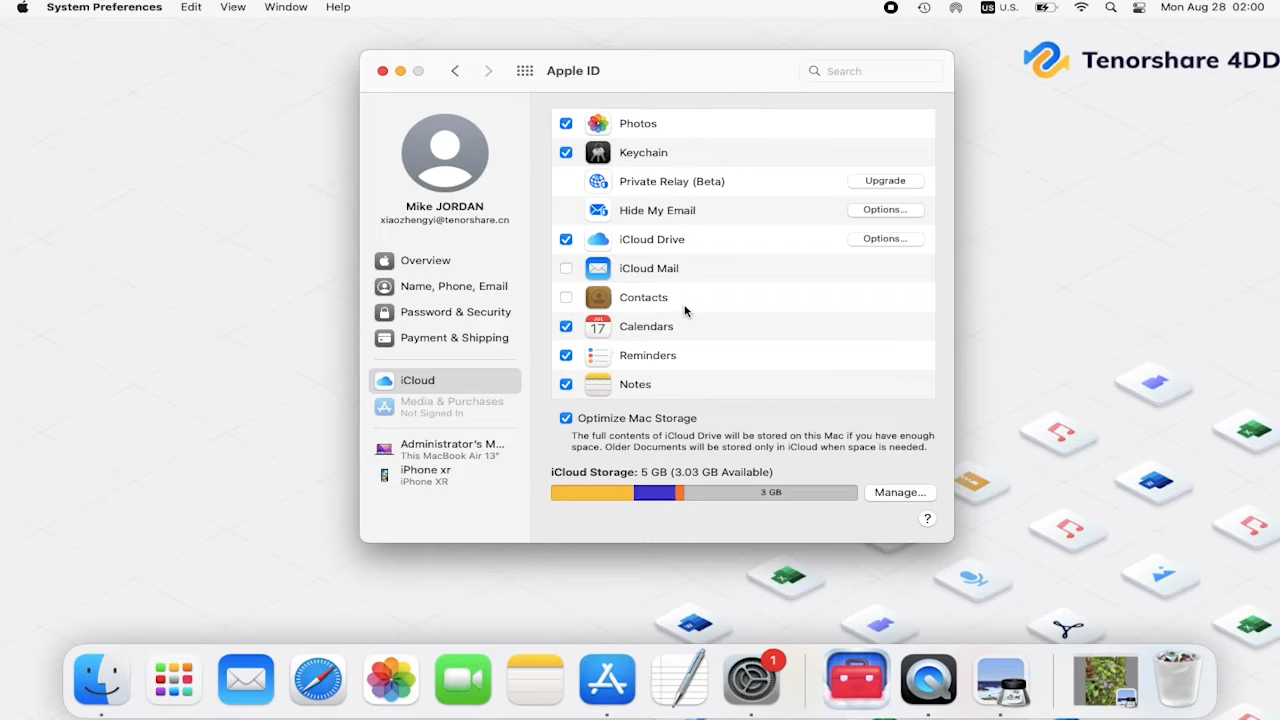 System Preferences Edit View Window Help
US U.S. Mon Aug 28 02:00
Tenorshare 4DD
Apple ID
Search
Mike JORDAN
xiaozhengyi@tenorshare.cn
Overview
Name, Phone, Email
Password & Security
Payment & Shipping
iCloud
Media & Purchases
Not Signed In
Administrator's M...
This MacBook Air 13"
iPhone xr
iPhone XR
Photos
Keychain
Private Relay (Beta) Upgrade
Hide My Email Options...
iCloud Drive Options...
iCloud Mail
Contacts
JUL
17
Calendars
Reminders
Notes
Optimize Mac Storage
The full contents of iCloud Drive will be stored on this Mac if you have enough
space. Older Documents will be stored only in iCloud when space is needed.
iCloud Storage: 5 GB (3.03 GB Available)
3 GB
Manage...
?
1